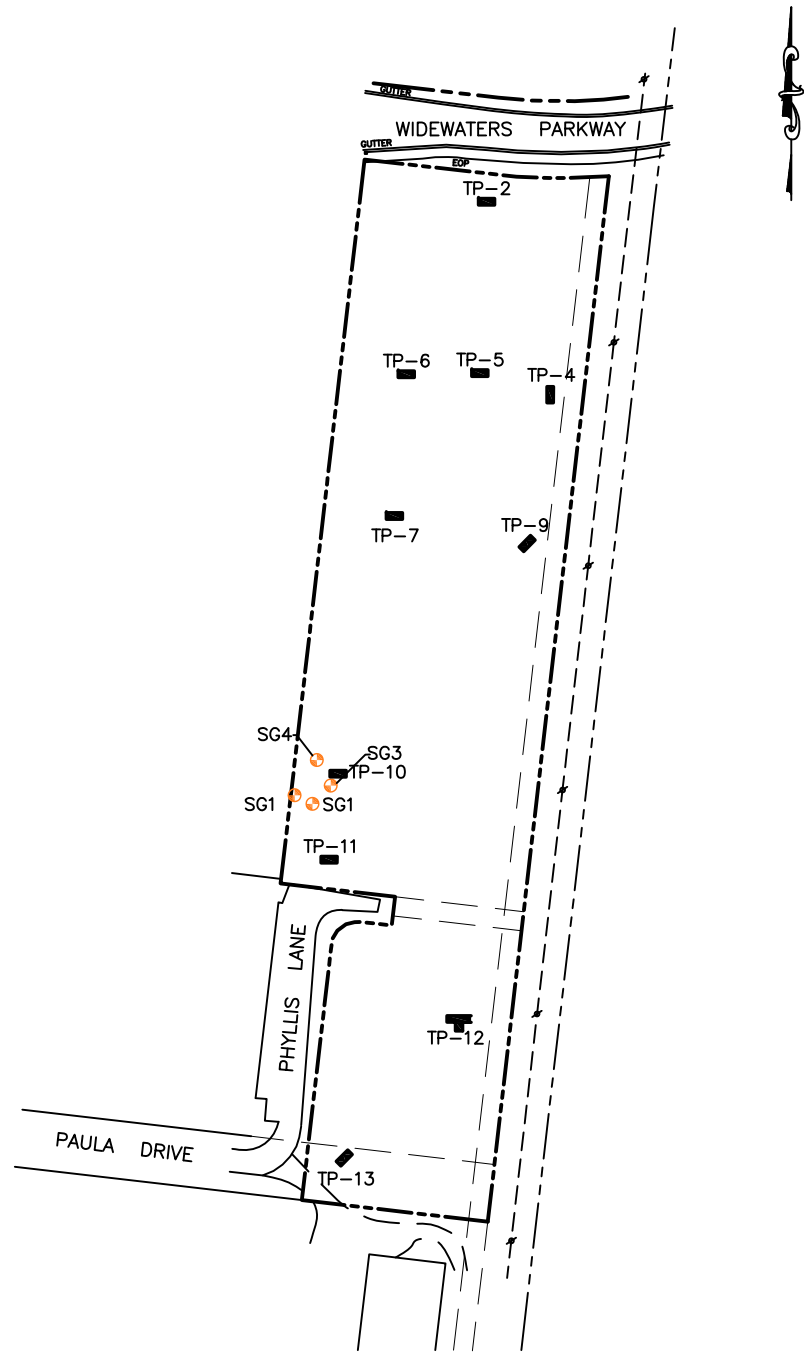 GUTTER
WIDEWATERS PARKWAY
GUTTER
EOP
TP-2
TP-6
TP-5
TP-4
TP-7
TP-9
SG4
SG3
TP-10
SG1
SG1
TP-11
PHYLLIS LANE
TP-12
PAULA DRIVE
TP-13